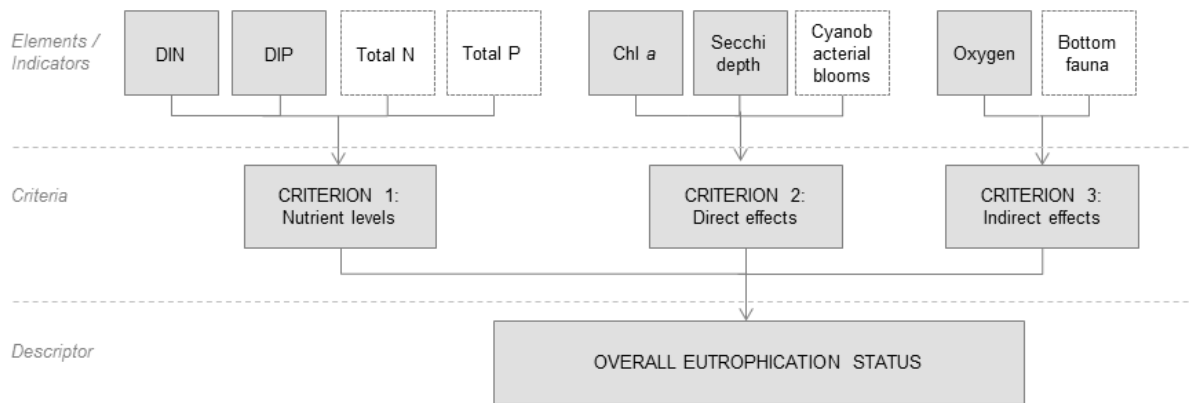 Elements /
Indicators
DIN
DIP
Total N
Total P
Chl a
Secchi
depth
Cyanob
acterial
blooms
Oxygen
Bottom
fauna
Criteria
CRITERION 1:
Nutrient levels
CRITERION 2:
Direct effects
CRITERION 3:
Indirect effects
Descriptor
OVERALL EUTROPHICATION STATUS